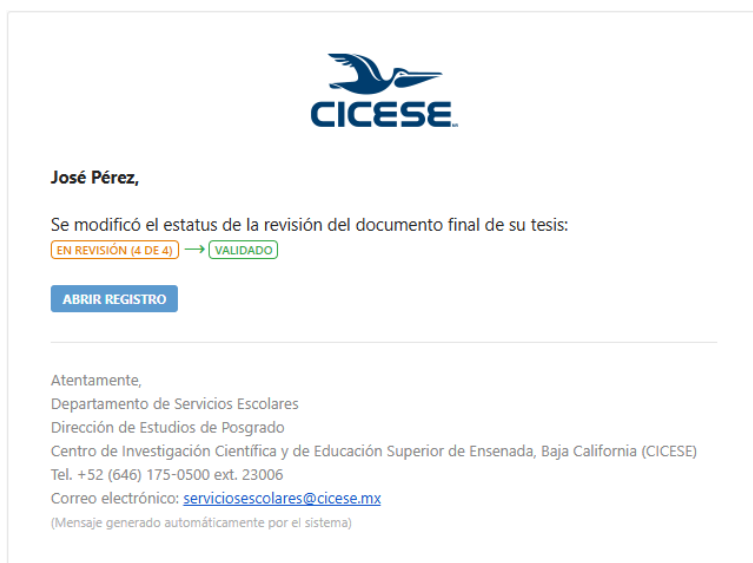 CICESE
José Pérez,
Se modificó el estatus de la revisión del documento final de su tesis:
EN REVISIÓN (4 DE 4) → VALIDADO
ABRIR REGISTRO
Atentamente,
Departamento de Servicios Escolares
Dirección de Estudios de Posgrado
Centro de Investigación Científica y de Educación Superior de Ensenada, Baja California (CICESE)
Tel. +52 (646) 175-0500 ext. 23006
Correo electrónico: serviciosescolares@cicese.mx
(Mensaje generado automáticamente por el sistema)